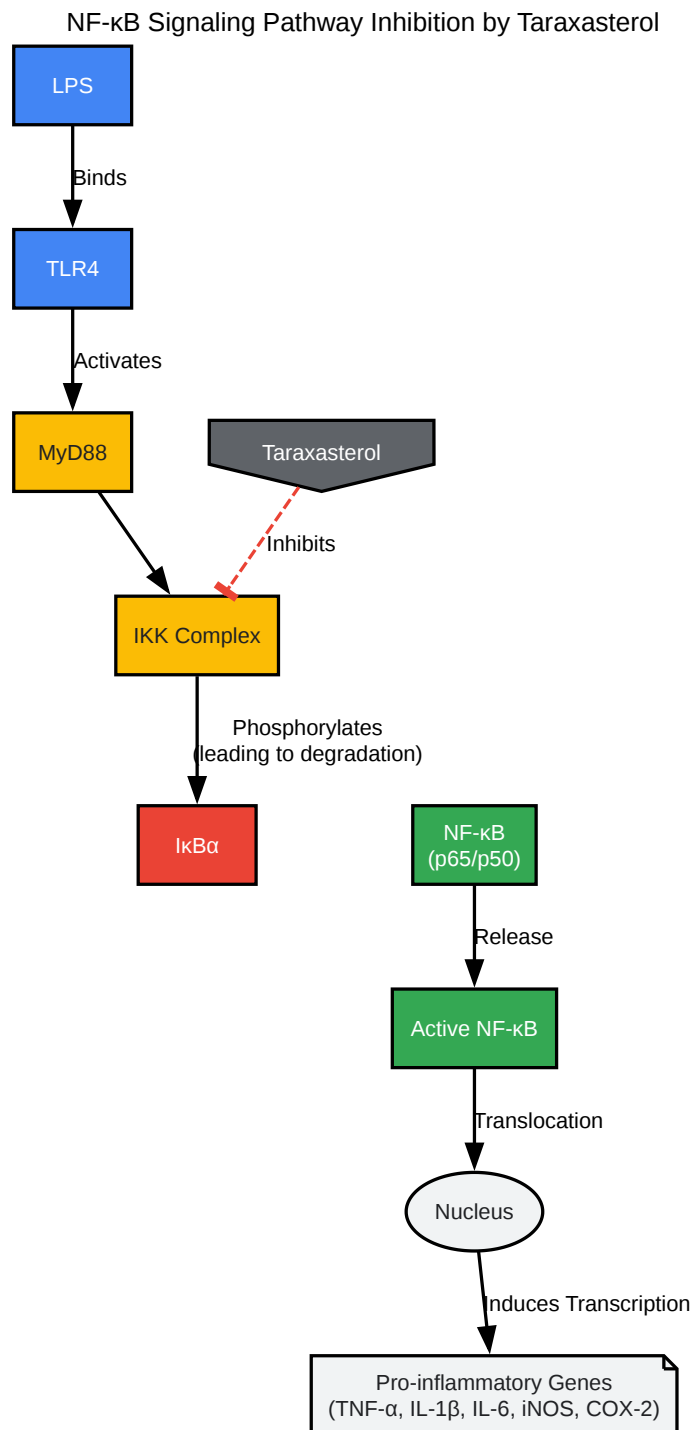 NF-κB Signaling Pathway Inhibition by Taraxasterol
LPS
Binds
TLR4
Activates
MyD88
Taraxasterol
Inhibits
IKK Complex
Phosphorylates
(leading to degradation)
IκBα
NF-κB
(p65/p50)
Release
Active NF-κB
Translocation
Nucleus
Induces Transcription
Pro-inflammatory Genes
(TNF-α, IL-1β, IL-6, iNOS, COX-2)